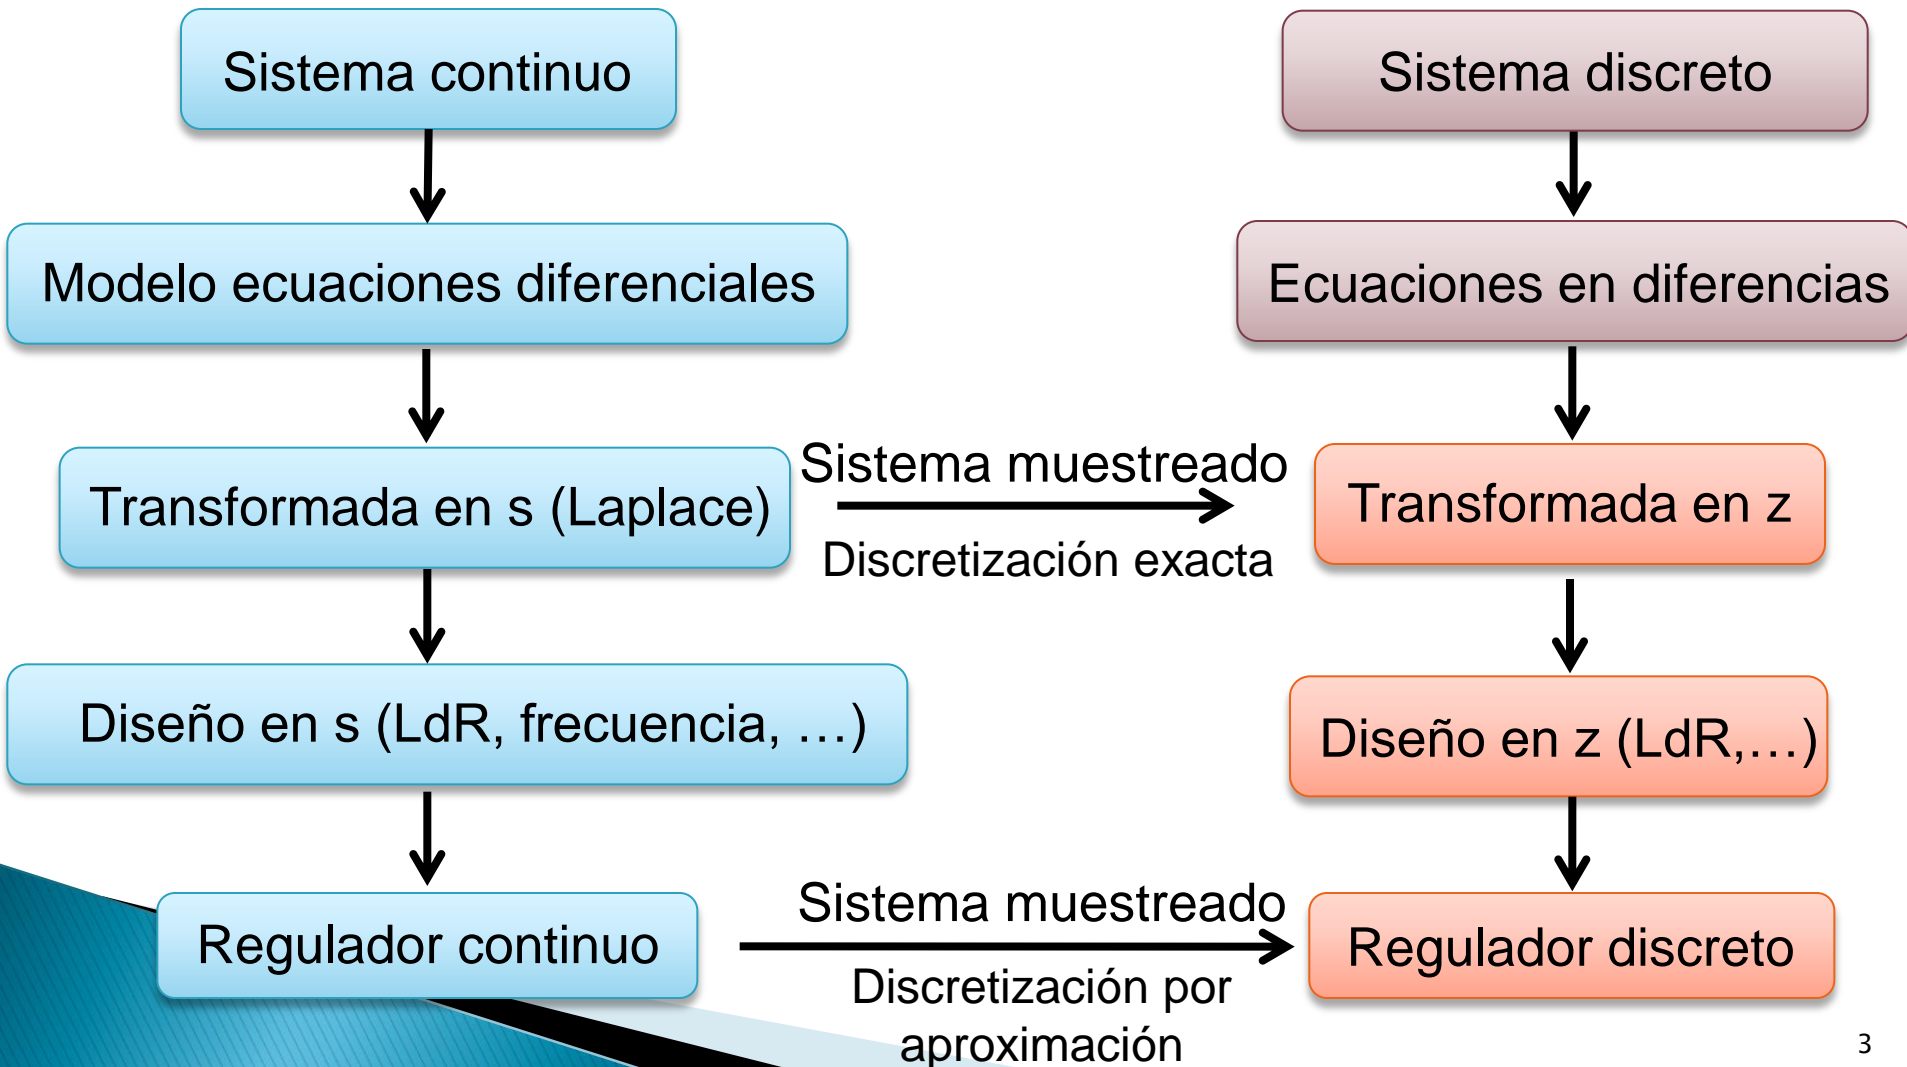 Sistema continuo
Sistema discreto
Modelo ecuaciones diferenciales
Ecuaciones en diferencias
Transformada en s (Laplace)
Sistema muestreado
Discretización exacta
Transformada en z
Diseño en s (LdR, frecuencia, …)
Diseño en z (LdR,…)
Regulador continuo
Sistema muestreado
Discretización por
aproximación
Regulador discreto
3